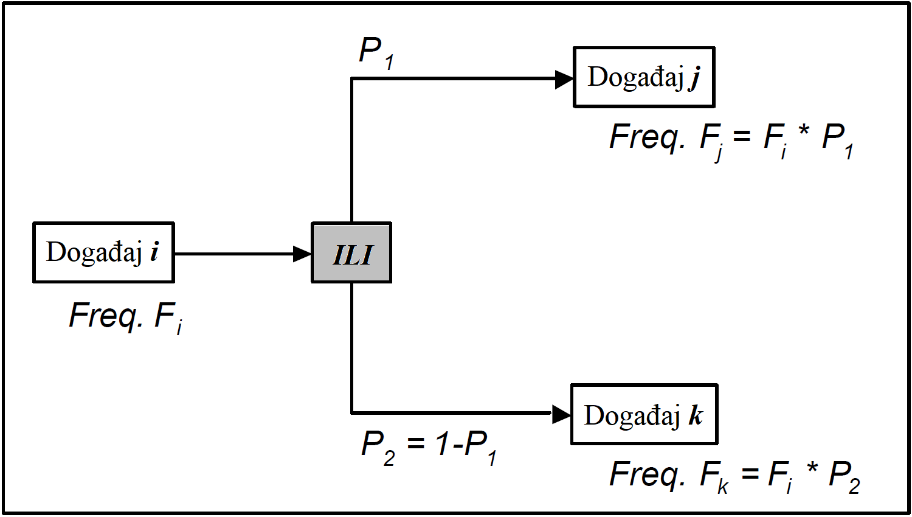 P1
Događaj j
Freq. Fj = Fi * P1
Događaj i
ILI
Freq. Fi
Događaj k
P2 = 1-P1
Freq. Fk = Fi * P2